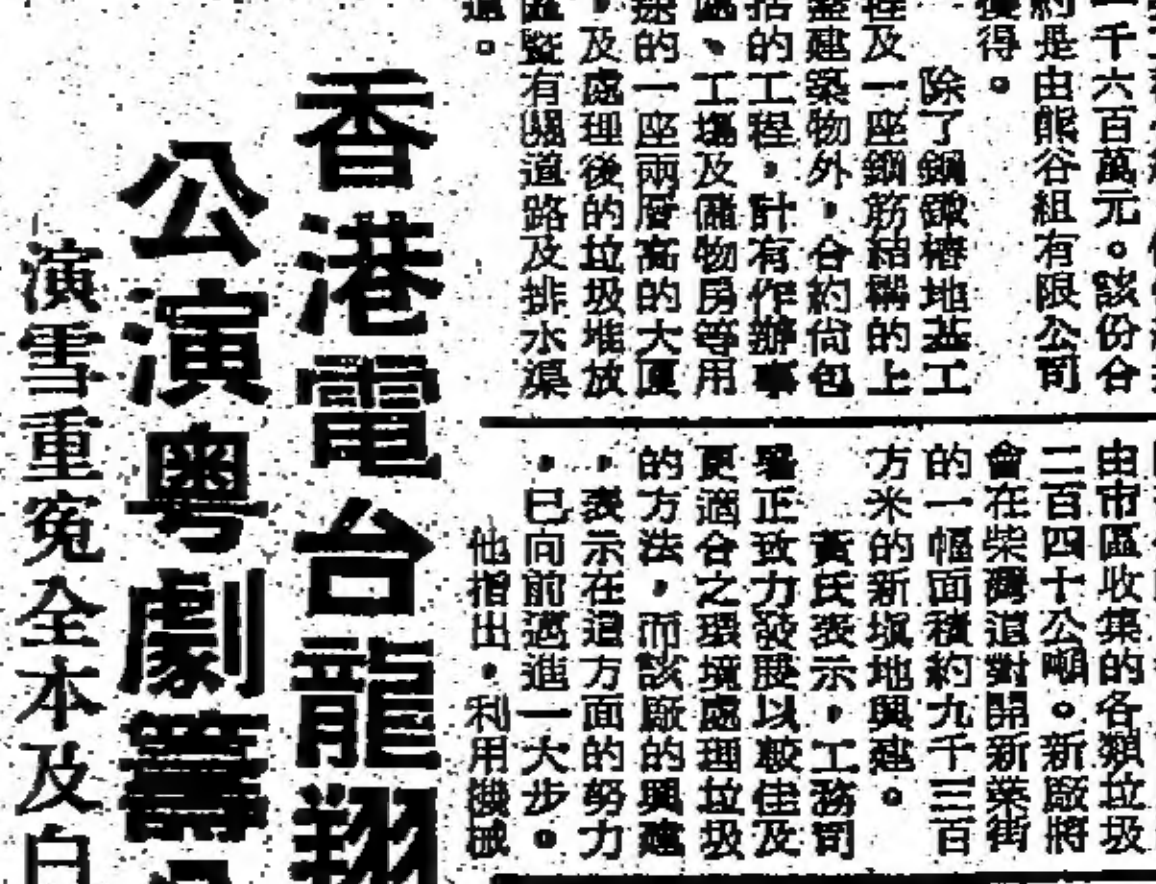 一千六百萬元。該份合
約是由熊谷組有限公司
獲得。
除了鋼鐵樁地基工
程及一座鋼筋結構的上
蓋建築物外，合約尚包
括的工程，計有作辦事
處、工場及儲物房等用
途的一座兩層高的大廈
，及處理後的垃圾堆放
暨有關道路及排水渠
道。
由市區收集的各類垃圾
二百四十公噸。新廠將
會在柴灣道對開新業街
的一幅面積約九千三百
方米的新填地興建。
黃氏表示，工務司
署正致力發展以較佳及
更適合之環境處理垃圾
的方法，而該廠的興建
，表示在這方面的努力
，已向前邁進一大步。
他指出，利用機械
香港電台龍翔
公演粵劇籌
演雪重冤全本及白